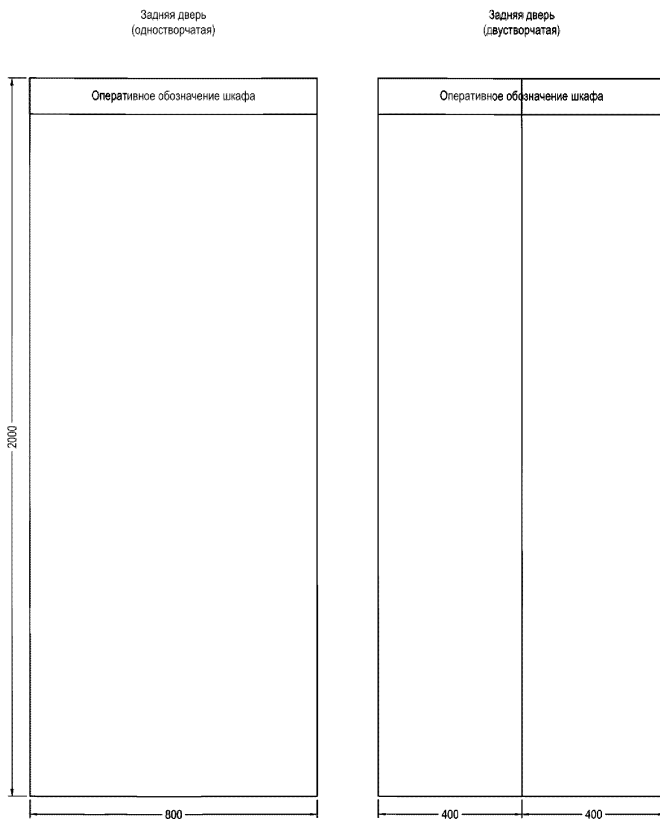 Задняя дверь
(одностворчатая)
Задняя дверь
(двустворчатая)
Оперативное обозначение шкафа
Оперативное обозначение шкафа
2000
800
400
400